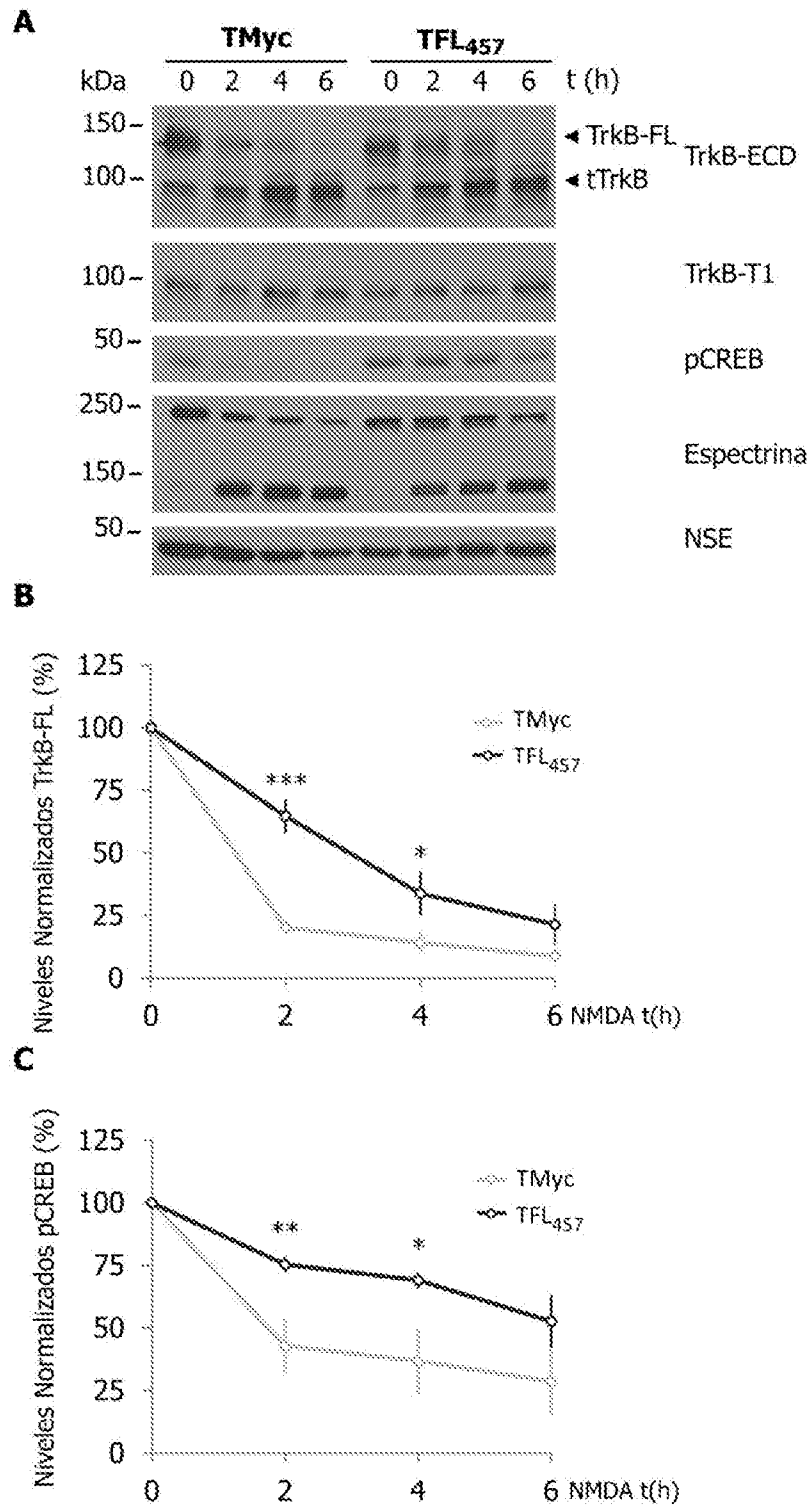 A
TMyc TFL457
kDa 0 2 4 6 0 2 4 6 t (h)
150
TrkB-FL
TrkB-ECD
100
tTrkB
100
TrkB-T1
50
pCREB
250
Espectrina
150
50
NSE
B
Niveles Normalizados TrkB-FL (%)
125
100
75
50
25
0
***
*
TMyc
TFL457
0 2 4 6 NMDA t(h)
C
Niveles Normalizados pCREB (%)
125
100
75
50
25
0
**
*
TMyc
TFL457
0 2 4 6 NMDA t(h)